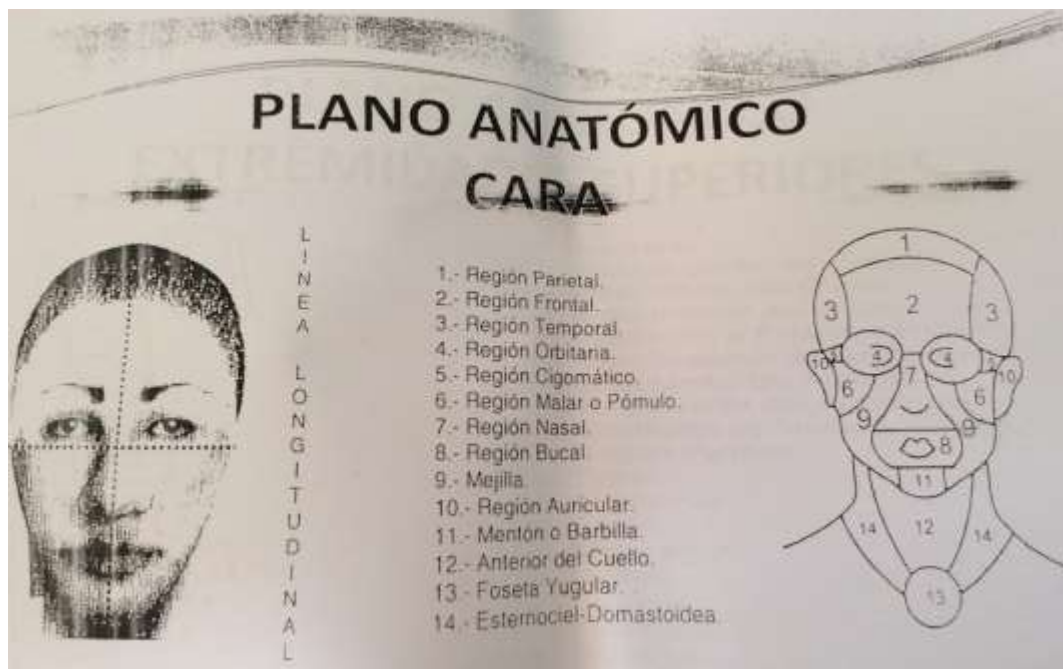 PLANO ANATÓMICO
CARA
LINEA LONGITUDINAL
1.- Región Parietal.
2.- Región Frontal.
3.- Región Temporal.
4.- Región Orbitaria.
5.- Región Cigomático.
6.- Región Malar o Pómulo.
7.- Región Nasal.
8.- Región Bucal.
9.- Mejilla.
10.- Región Auricular.
11.- Mentón o Barbilla.
12.- Anterior del Cuello.
13 - Foseta Yugular.
14.- Esternociel-Domastoidea.
1
3 2 3
4 4
10 7 10
6 6
9 9
8
11
14 12 14
13